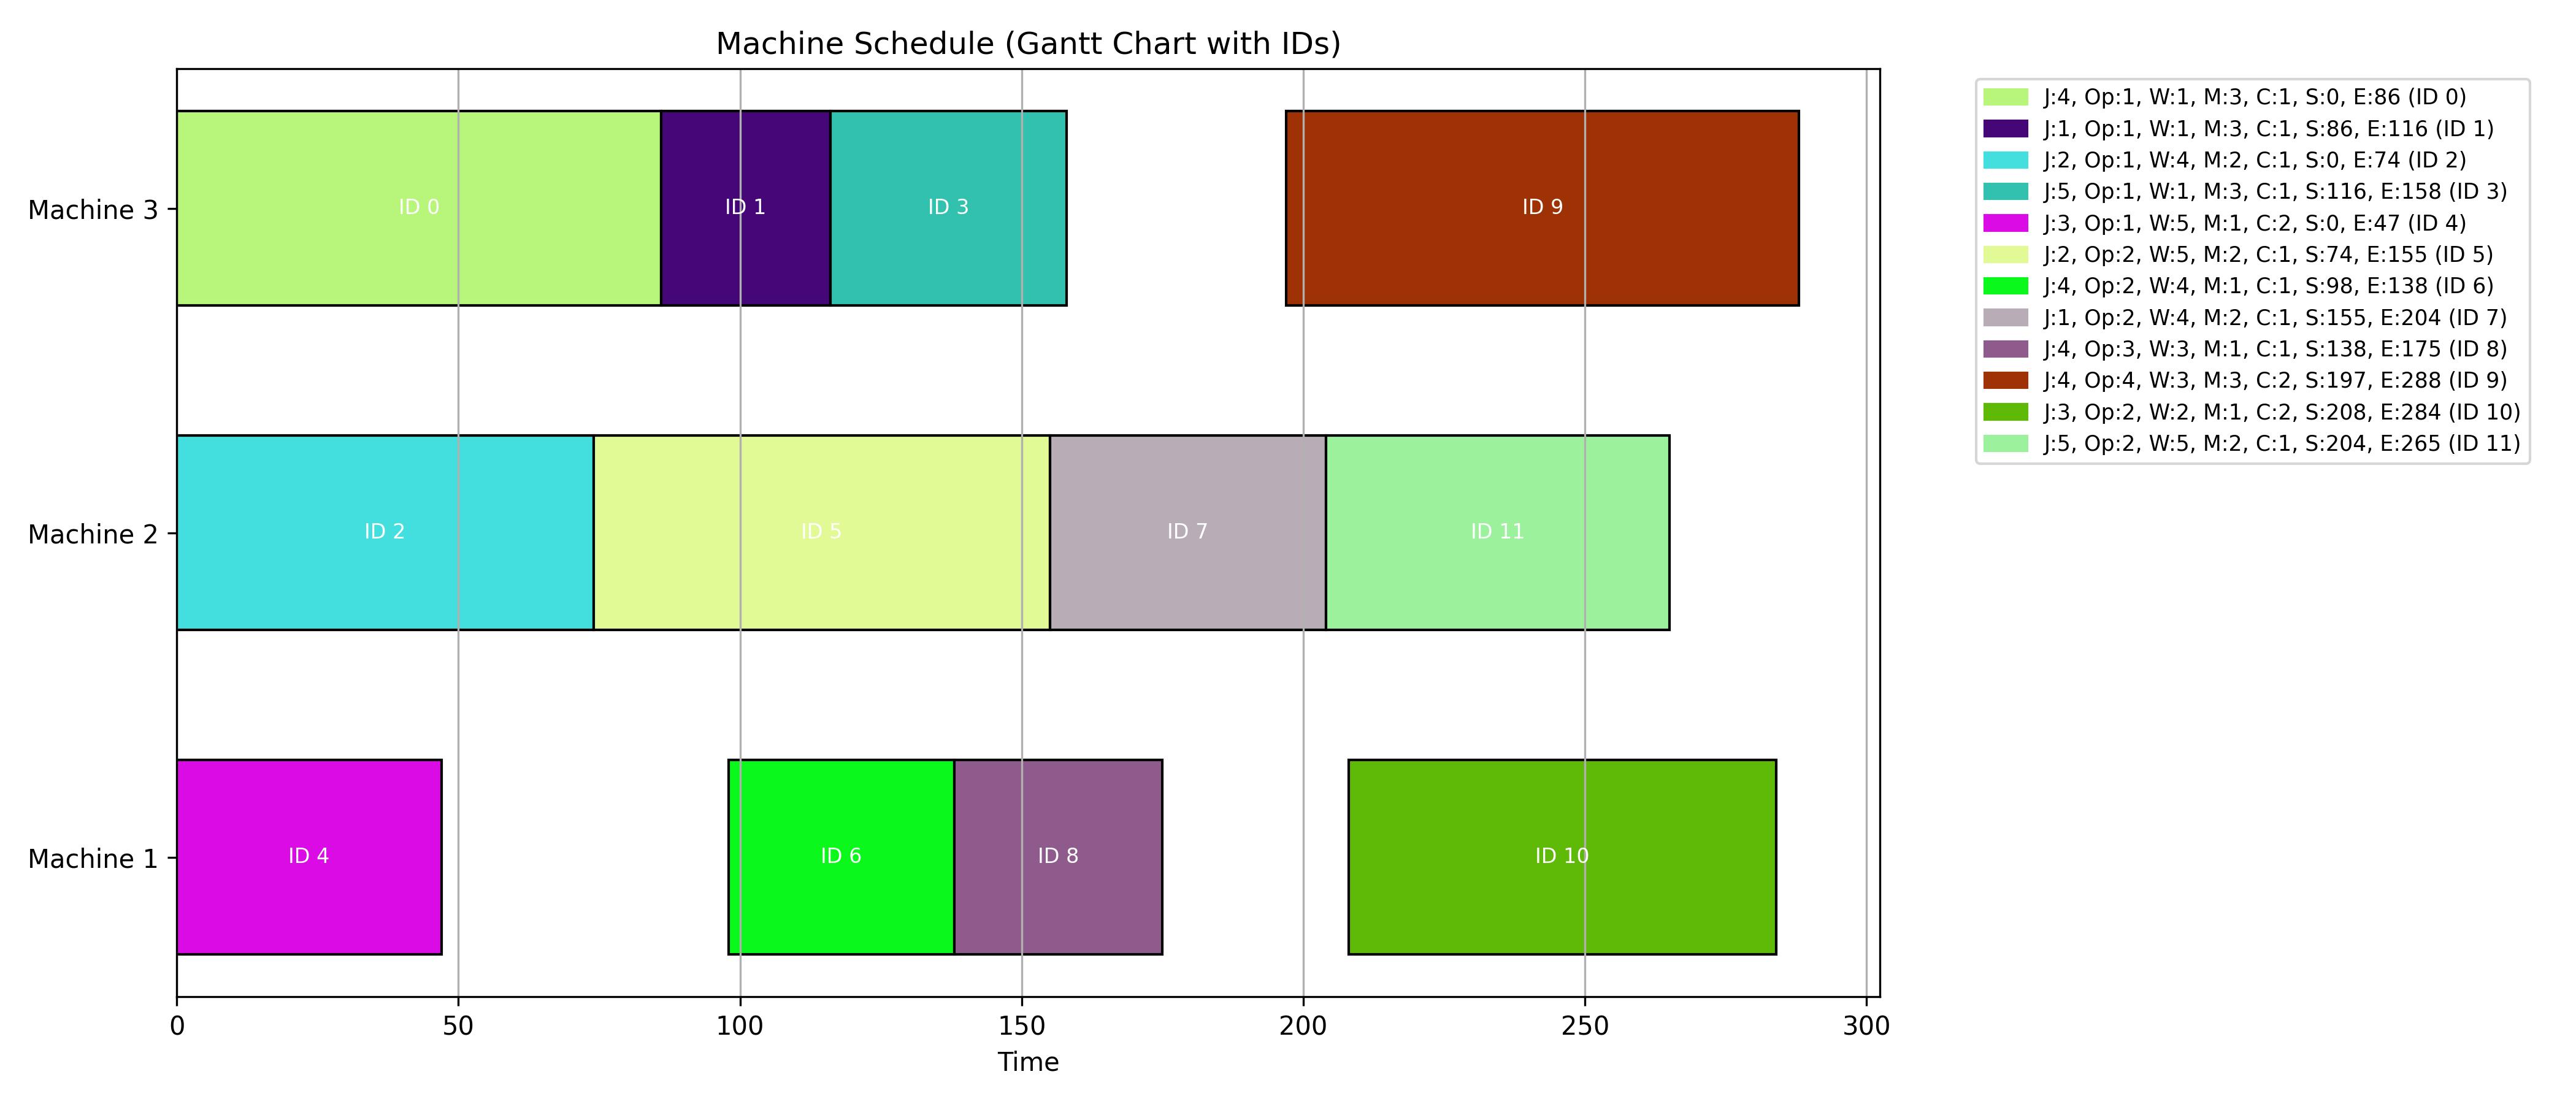 Machine Schedule (Gantt Chart with IDs)
Machine 3
ID 0
ID 1
ID 3
ID 9
Machine 2
ID 2
ID 5
ID 7
ID 11
Machine 1
ID 4
ID 6
ID 8
ID 10
0 50 100 150 200 250 300
Time
J:4, Op:1, W:1, M:3, C:1, S:0, E:86 (ID 0)
J:1, Op:1, W:1, M:3, C:1, S:86, E:116 (ID 1)
J:2, Op:1, W:4, M:2, C:1, S:0, E:74 (ID 2)
J:5, Op:1, W:1, M:3, C:1, S:116, E:158 (ID 3)
J:3, Op:1, W:5, M:1, C:2, S:0, E:47 (ID 4)
J:2, Op:2, W:5, M:2, C:1, S:74, E:155 (ID 5)
J:4, Op:2, W:4, M:1, C:1, S:98, E:138 (ID 6)
J:1, Op:2, W:4, M:2, C:1, S:155, E:204 (ID 7)
J:4, Op:3, W:3, M:1, C:1, S:138, E:175 (ID 8)
J:4, Op:4, W:3, M:3, C:2, S:197, E:288 (ID 9)
J:3, Op:2, W:2, M:1, C:2, S:208, E:284 (ID 10)
J:5, Op:2, W:5, M:2, C:1, S:204, E:265 (ID 11)